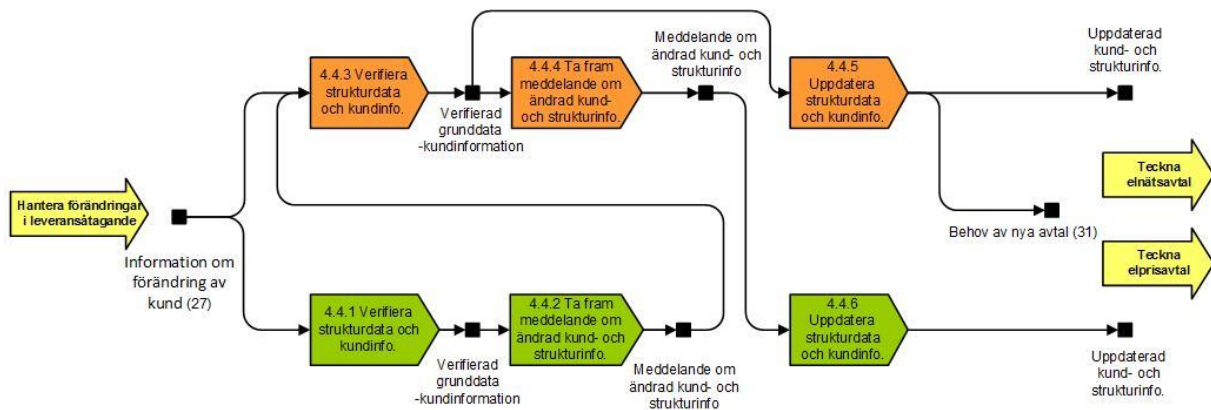 Hantera förändringar
i leveransåtagande
Information om
förändring av
kund (27)
4.4.3 Verifiera
strukturdata
och kundinfo.
Verifierad
grunddata
-kundinformation
4.4.4 Ta fram
meddelande om
ändrad kund-
och strukturinfo.
Meddelande om
ändrad kund- och
strukturinfo
4.4.5
Uppdatera
strukturdata
och kundinfo.
Uppdaterad
kund- och
strukturinfo.
Behov av nya avtal (31)
Teckna
elnätsavtal
Teckna
elprisavtal
4.4.1 Verifiera
strukturdata och
kundinfo.
Verifierad
grunddata
-kundinformation
4.4.2 Ta fram
meddelande om
ändrad kund- och
strukturinfo.
Meddelande om
ändrad kund- och
strukturinfo
4.4.6
Uppdatera
strukturdata
och kundinfo.
Uppdaterad
kund- och
strukturinfo.